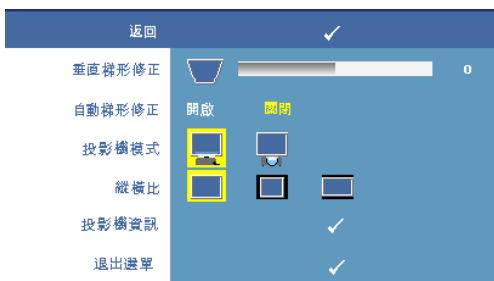 返回
垂直梯形修正 0
自動梯形修正 開啟 關閉
投影機模式
縱橫比
投影機資訊
退出選單